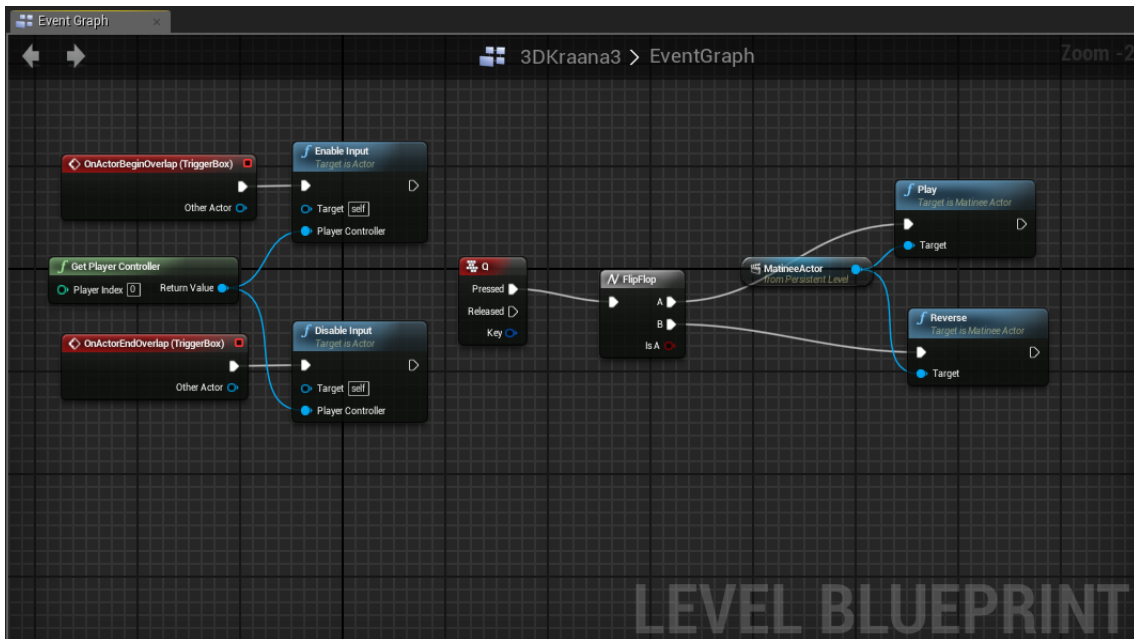 Event Graph
3DKraana3 > EventGraph
Zoom -2
OnActorBeginOverlap (TriggerBox)
Other Actor
Enable Input
Target is Actor
Target self
Player Controller
Get Player Controller
Player Index 0 Return Value
OnActorEndOverlap (TriggerBox)
Other Actor
Disable Input
Target is Actor
Target self
Player Controller
Q
Pressed
Released
Key
FlipFlop
A
B
Is A
MatineeActor
from Persistent Level
Play
Target is Matinee Actor
Target
Reverse
Target is Matinee Actor
Target
LEVEL BLUEPRINT